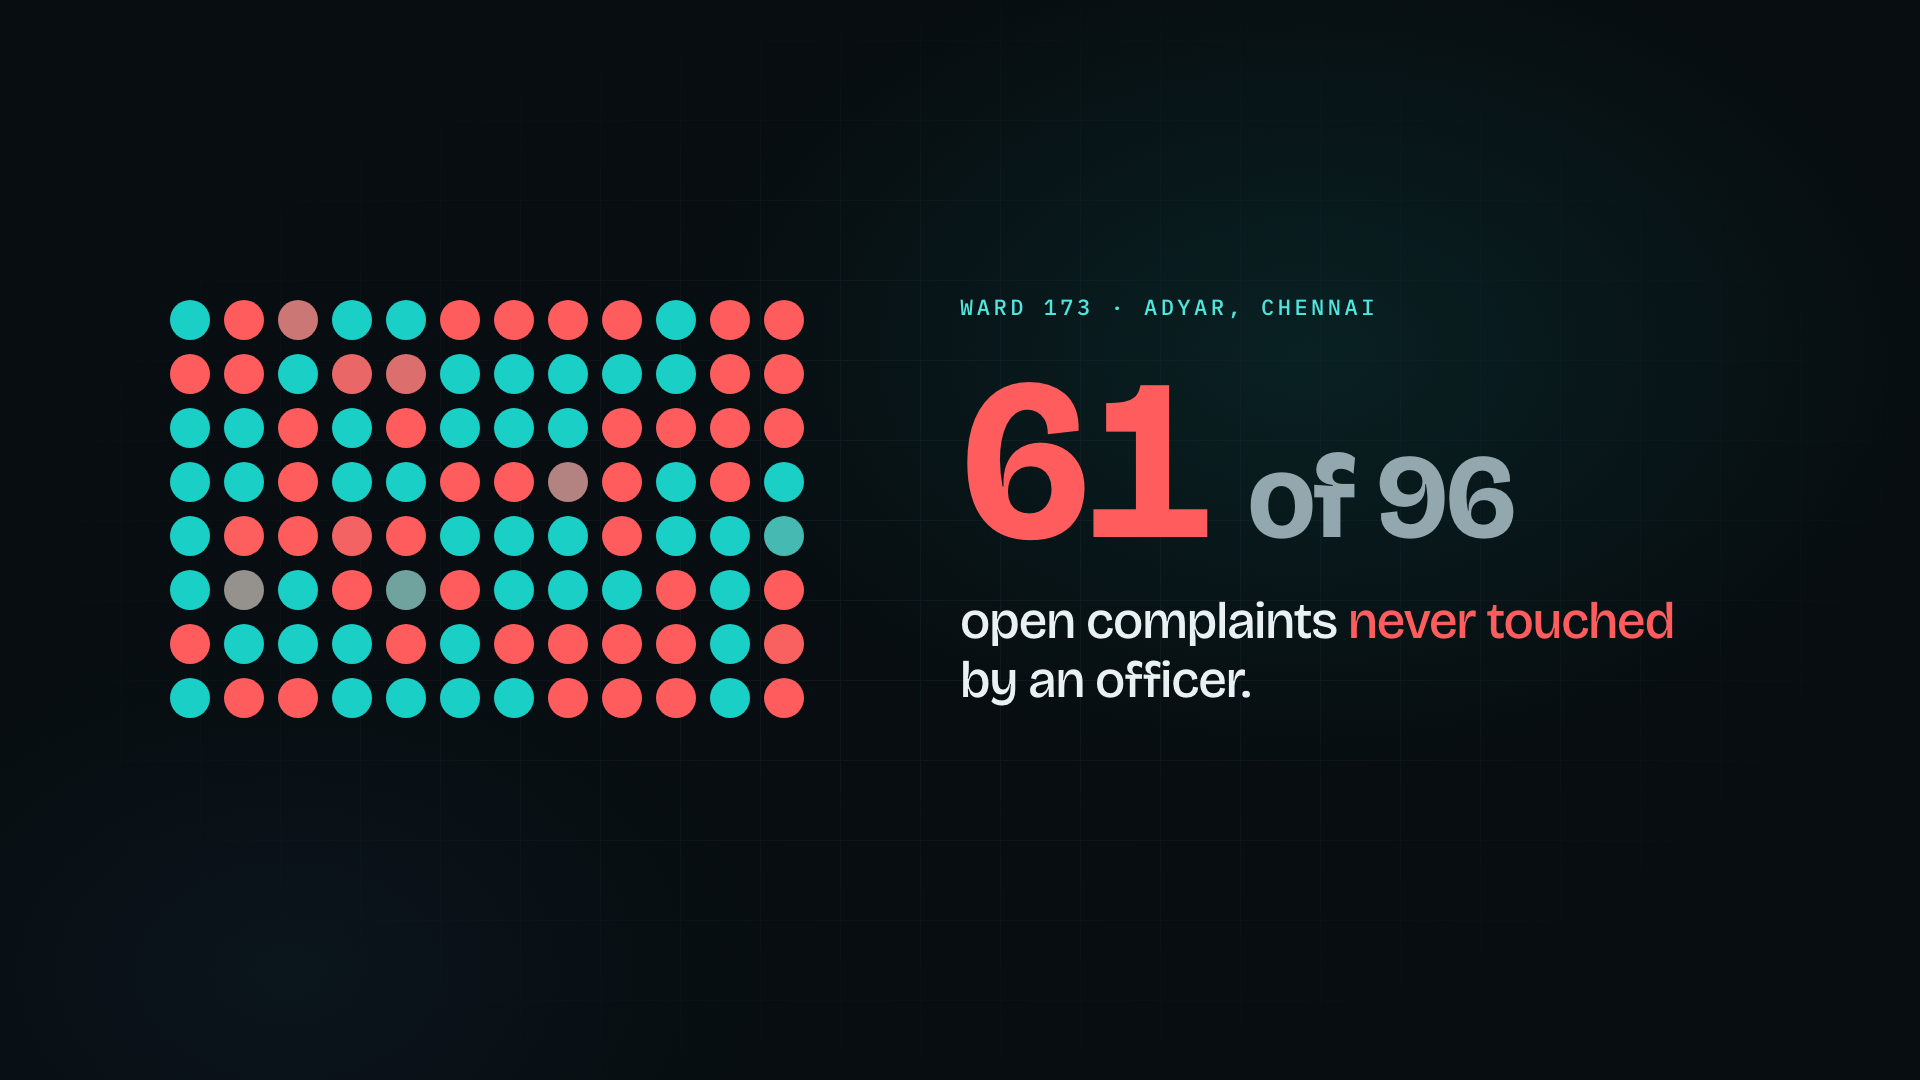 WARD 173 · ADYAR, CHENNAI
61 of 96
open complaints never touched
by an officer.